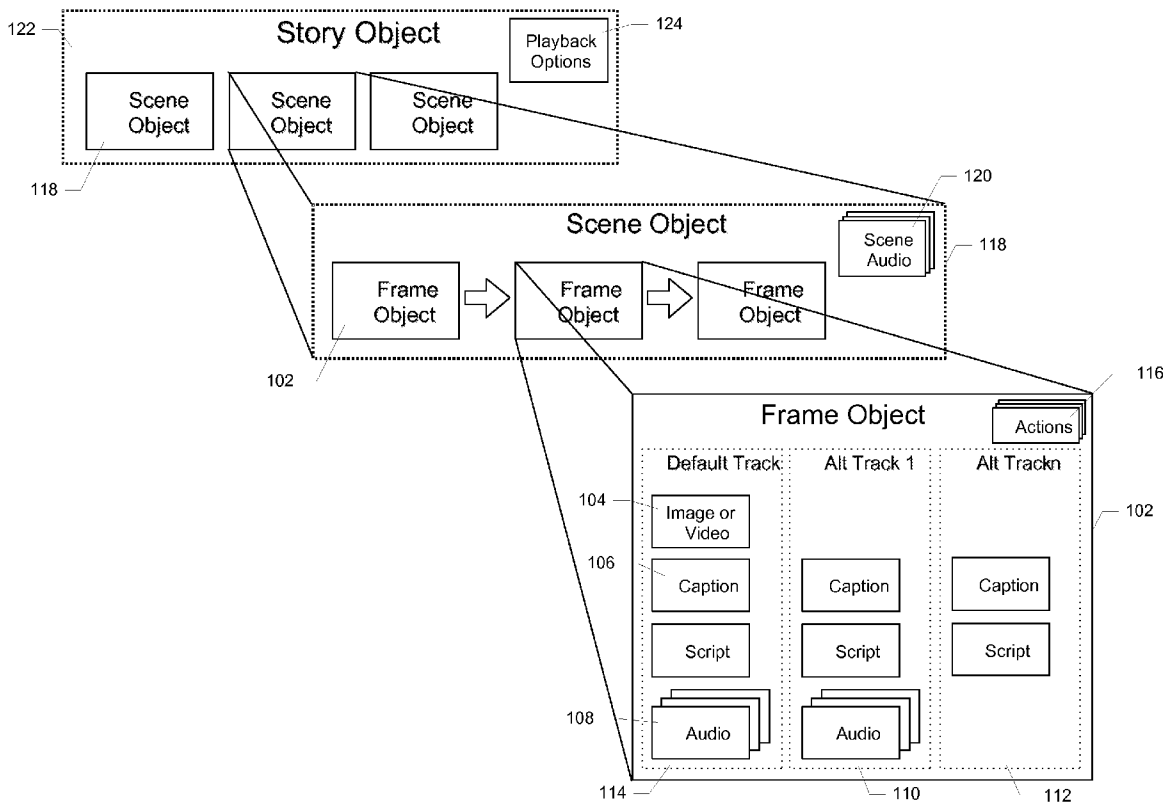 122
Story Object
124
Playback
Options
Scene
Object
Scene
Object
Scene
Object
118
120
Scene Object
Scene
Audio
118
Frame
Object
Frame
Object
Frame
Object
102
116
Frame Object
Actions
Default Track
Alt Track 1
Alt Trackn
104
Image or
Video
102
106
Caption
Caption
Caption
Script
Script
Script
108
Audio
Audio
114
110
112